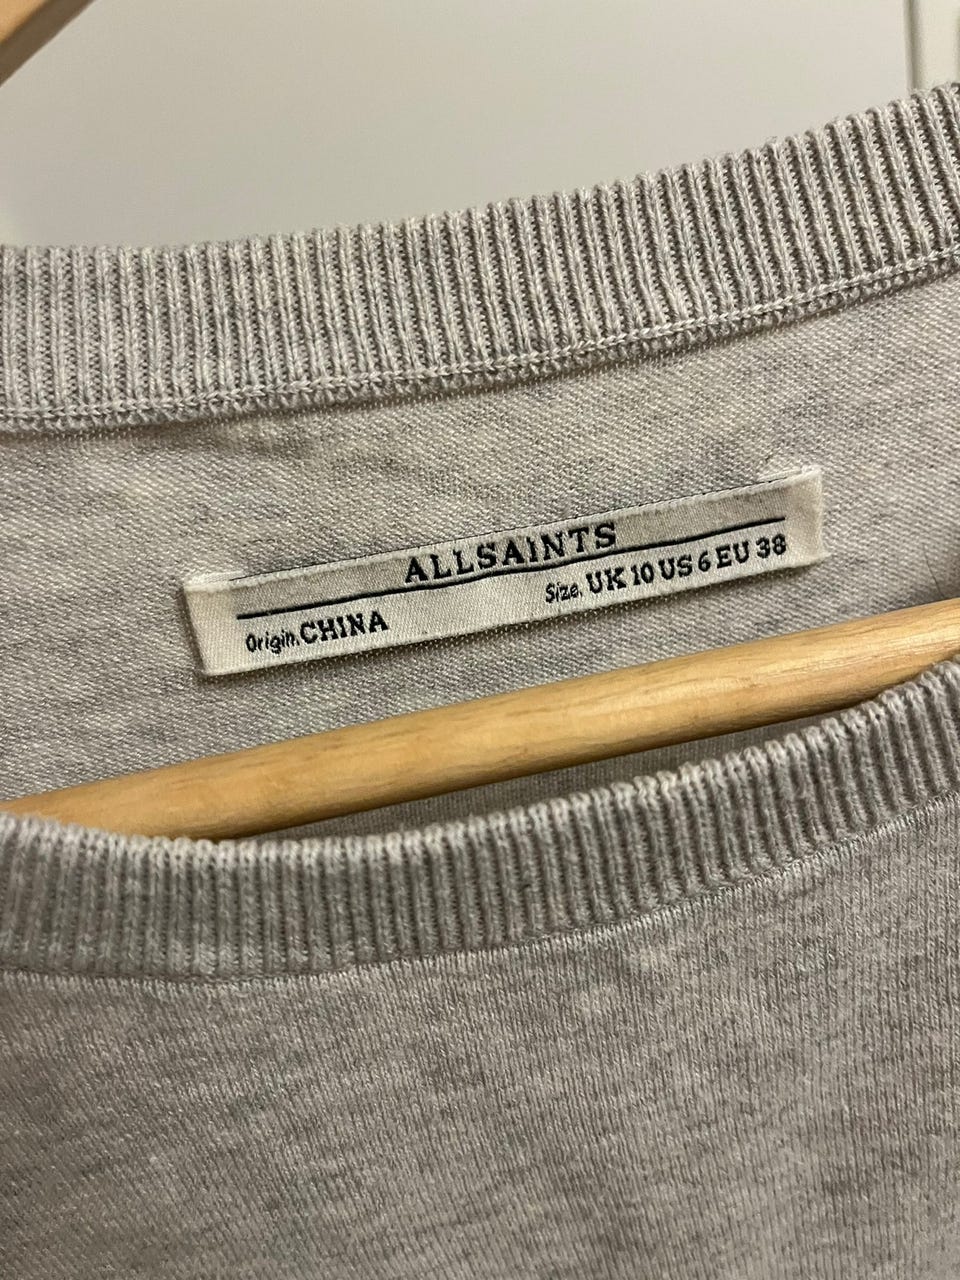 ALLSAINTS
Origin. CHINA Size. UK 10 US 6 EU 38